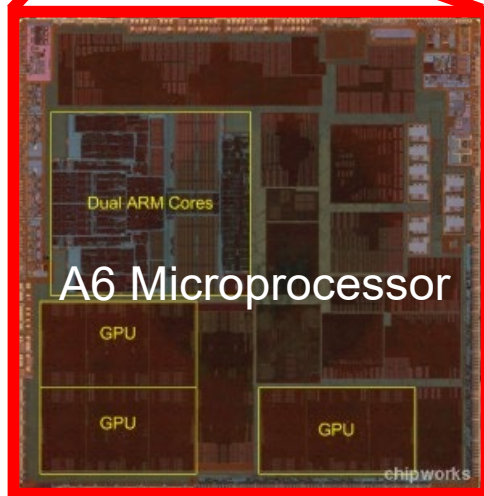 Dual ARM Cores
A6 Microprocessor
GPU
GPU
GPU
chipworks